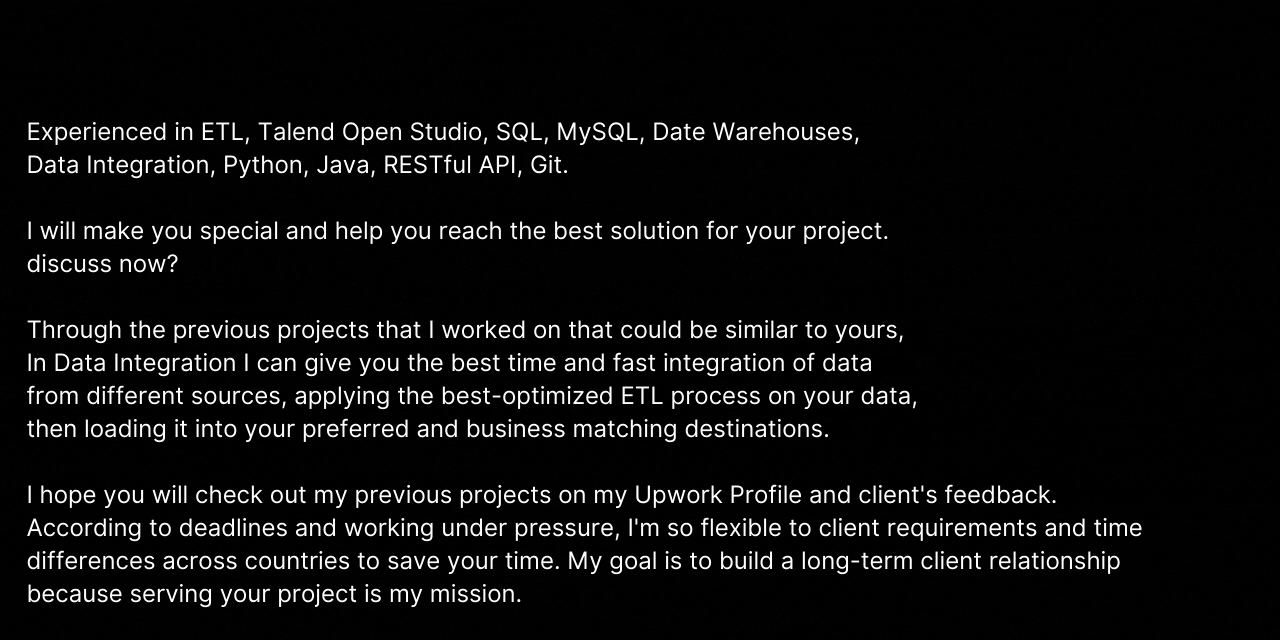 Experienced in ETL, Talend Open Studio, SQL, MySQL, Date Warehouses,
Data Integration, Python, Java, RESTful API, Git.
I will make you special and help you reach the best solution for your project.
discuss now?
Through the previous projects that I worked on that could be similar to yours,
In Data Integration I can give you the best time and fast integration of data
from different sources, applying the best-optimized ETL process on your data,
then loading it into your preferred and business matching destinations.
I hope you will check out my previous projects on my Upwork Profile and client's feedback.
According to deadlines and working under pressure, I'm so flexible to client requirements and time
differences across countries to save your time. My goal is to build a long-term client relationship
because serving your project is my mission.